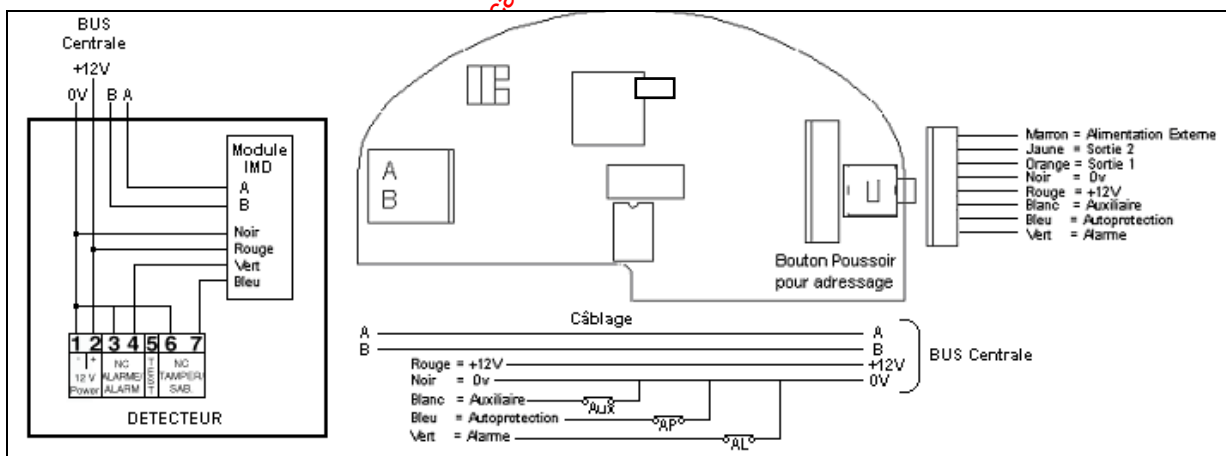 BUS
Centrale
+12V
0V B A
Module
IMD
A
B
Noir
Rouge
Vert
Bleu
1 2 3 4 5 6 7
- +
12 V
Power
NC
ALARME/
ALARM
TEST
NC
TAMPER/
SAB.
DETECTEUR
A
B
Bouton Poussoir
pour adressage
Marron = Alimentation Externe
Jaune = Sortie 2
Orange = Sortie 1
Noir = 0v
Rouge = +12V
Blanc = Auxiliaire
Bleu = Autoprotection
Vert = Alarme
Câblage
A A
B B
Rouge = +12V +12V
Noir = 0v 0V
Blanc = Auxiliaire Aux
Bleu = Autoprotection AP
Vert = Alarme AL
BUS Centrale